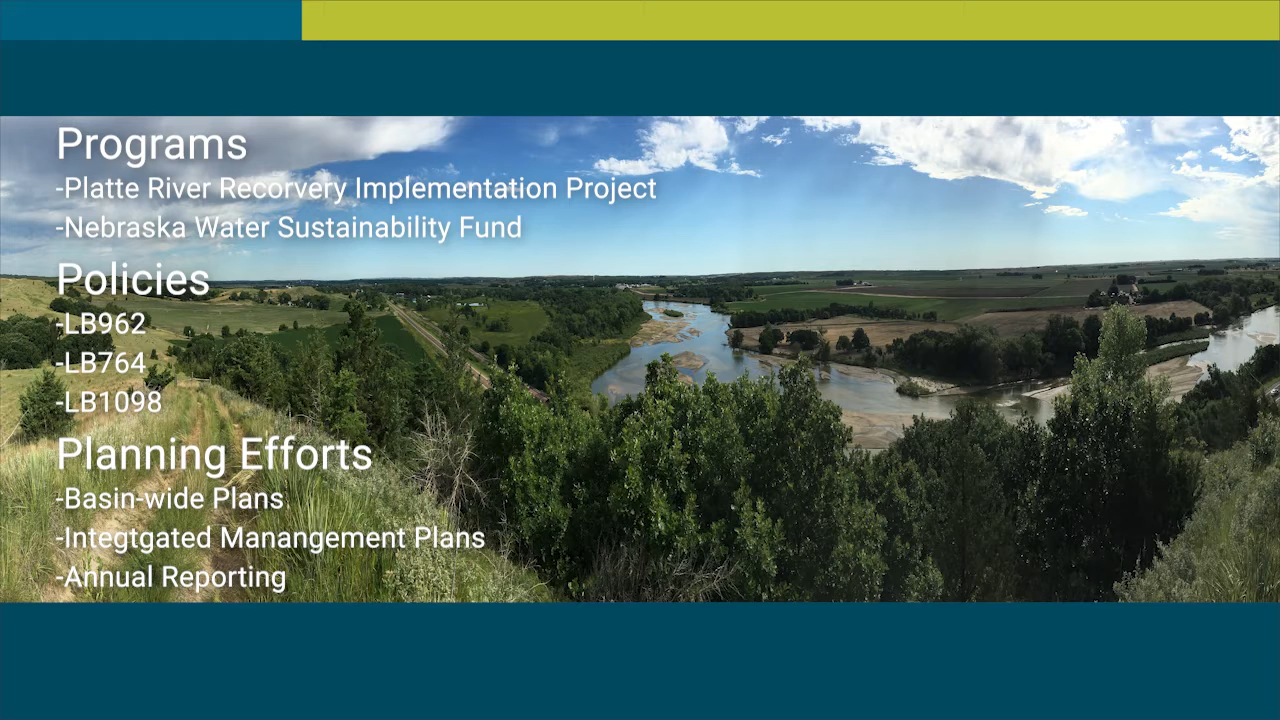 Programs
-Platte River Recorvery Implementation Project
-Nebraska Water Sustainability Fund
Policies
-LB962
-LB764
-LB1098
Planning Efforts
-Basin-wide Plans
-Integtgated Manangement Plans
-Annual Reporting